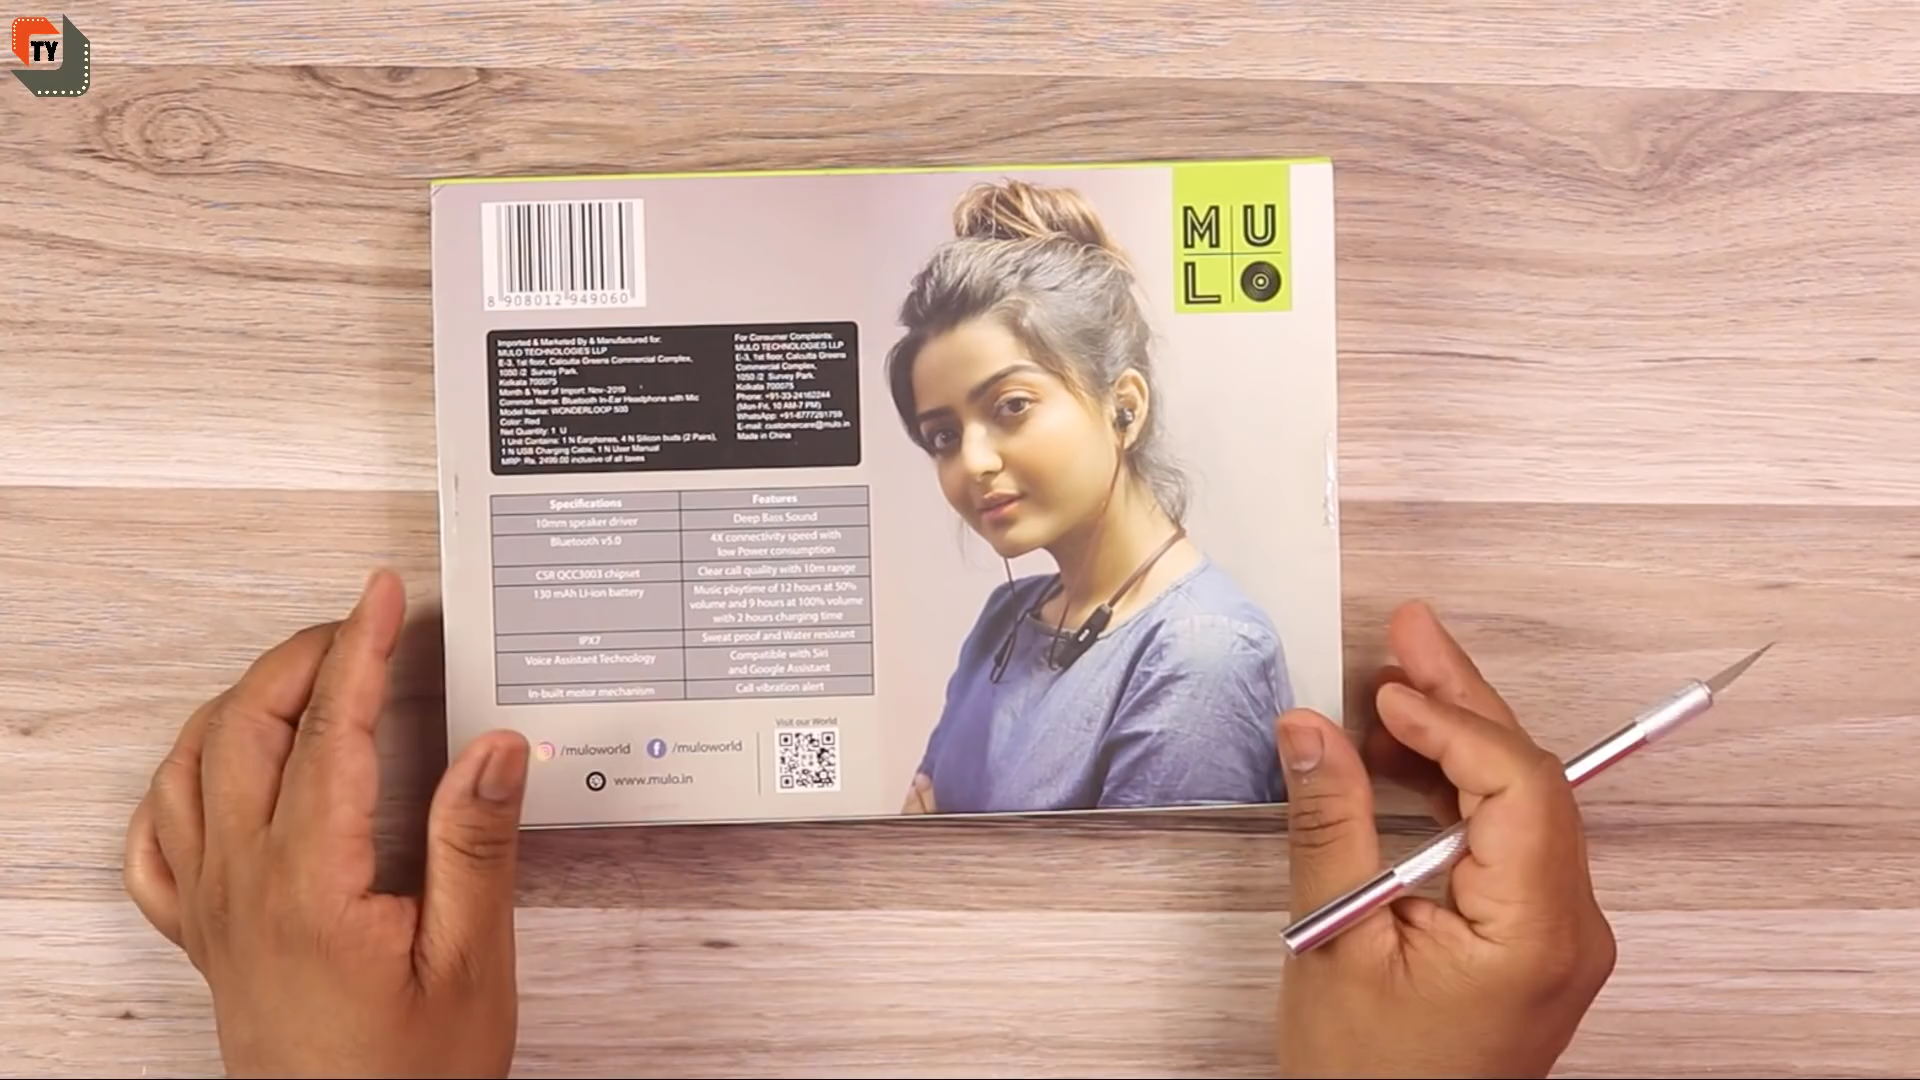 TY
MU
LO
8 908012 949060
Imported & Marketed By & Manufactured for:
MULO TECHNOLOGIES LLP
E-3, 1st floor, Calcutta Greens Commercial Complex,
1050 /2 Survey Park,
Kolkata 700075
Month & Year of Import: Nov-2019
Common Name: Bluetooth In-Ear Headphone with Mic
Model Name: WONDERLOOP 500
Color: Red
Net Quantity: 1 U
1 Unit Contains: 1 N Earphones, 4 N Silicon buds (2 Pairs),
1 N USB Charging Cable, 1 N User Manual
MRP: Rs. 2499.00 inclusive of all taxes
For Consumer Complaints:
MULO TECHNOLOGIES LLP
E-3, 1st floor, Calcutta Greens
Commercial Complex,
1050 /2 Survey Park,
Kolkata 700075
Phone: +91-33-24162244
(Mon-Fri, 10 AM-7 PM)
WhatsApp: +91-6777281759
E-mail: customercare@mulo.in
Made in China
Specifications Features
10mm speaker driver Deep Bass Sound
Bluetooth v5.0 4X connectivity speed with
low Power consumption
CSR QCC3003 chipset Clear call quality with 10m range
130 mAh Li-ion battery Music playtime of 12 hours at 50%
volume and 9 hours at 100% volume
with 2 hours charging time
IPX7 Sweat proof and Water resistant
Voice Assistant Technology Compatible with Siri
and Google Assistant
In-built motor mechanism Call vibration alert
Visit our World
/muloworld /muloworld
www.mulo.in